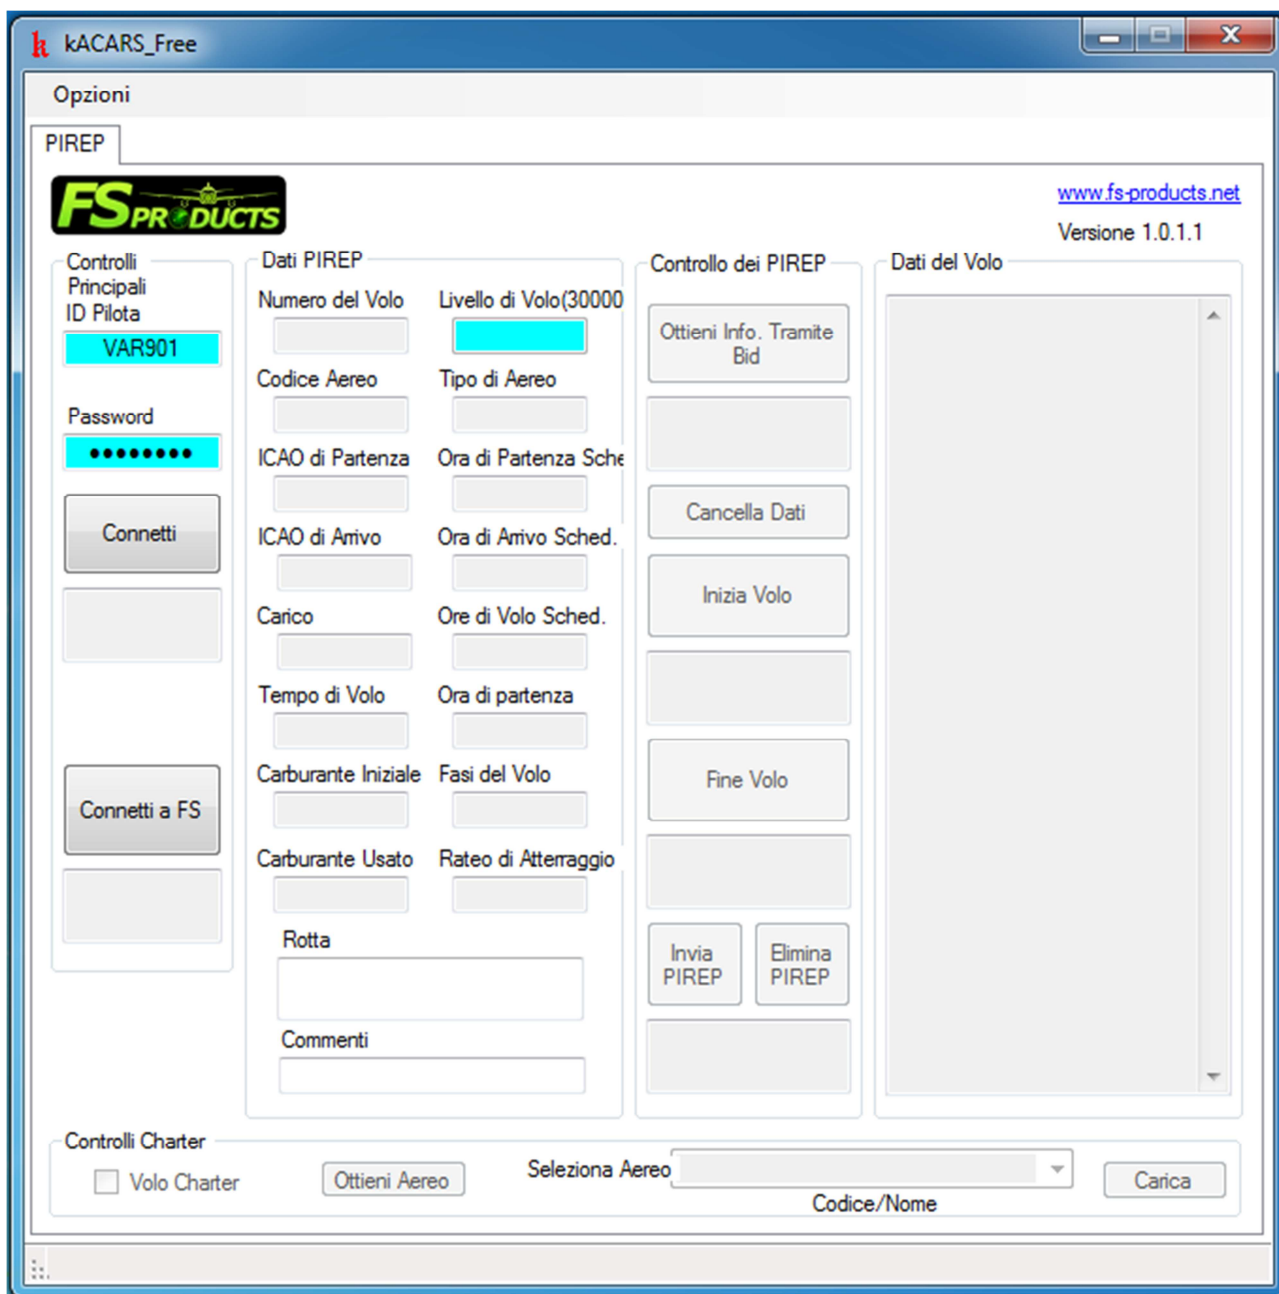 kACARS_Free
Opzioni
PIREP
FS PRODUCTS
www.fs-products.net
Versione 1.0.1.1
Controlli
Principali
ID Pilota
VAR901
Password
••••••••
Connetti
Connetti a FS
Dati PIREP
Numero del Volo
Livello di Volo(30000
Codice Aereo
Tipo di Aereo
ICAO di Partenza
Ora di Partenza Sche
ICAO di Arrivo
Ora di Arrivo Sched.
Carico
Ore di Volo Sched.
Tempo di Volo
Ora di partenza
Carburante Iniziale
Fasi del Volo
Carburante Usato
Rateo di Atterraggio
Rotta
Commenti
Controllo dei PIREP
Ottieni Info. Tramite
Bid
Cancella Dati
Inizia Volo
Fine Volo
Invia
PIREP
Elimina
PIREP
Dati del Volo
Controlli Charter
Volo Charter
Ottieni Aereo
Seleziona Aereo
Codice/Nome
Carica